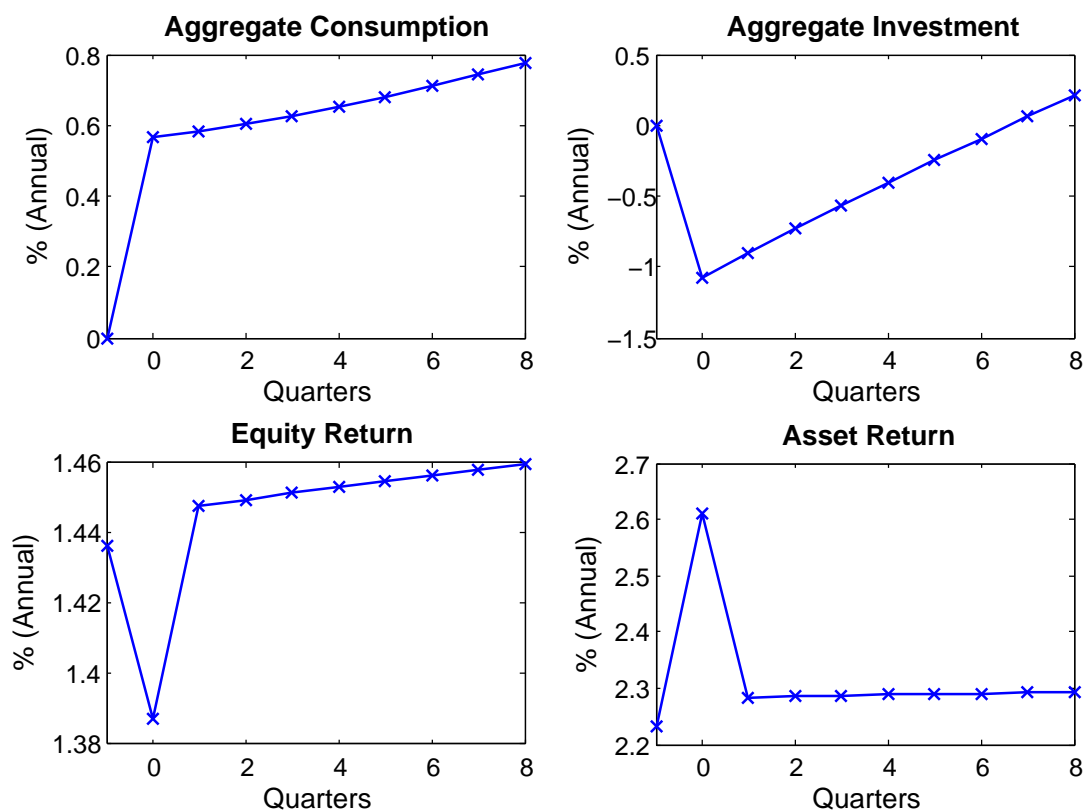 Aggregate Consumption
% (Annual)
0.8
0.6
0.4
0.2
0
0 2 4 6 8
Quarters
Aggregate Investment
% (Annual)
0.5
0
−0.5
−1
−1.5
0 2 4 6 8
Quarters
Equity Return
% (Annual)
1.46
1.44
1.42
1.4
1.38
0 2 4 6 8
Quarters
Asset Return
% (Annual)
2.7
2.6
2.5
2.4
2.3
2.2
0 2 4 6 8
Quarters